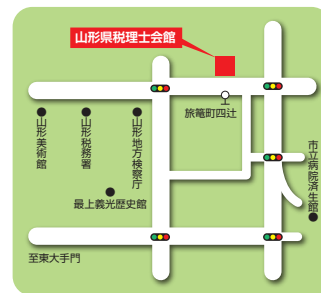 山形県税理士会館
旅篭町四辻
山形美術館
山形税務署
山形地方検察庁
市立病院済生館
最上義光歴史館
至東大手門